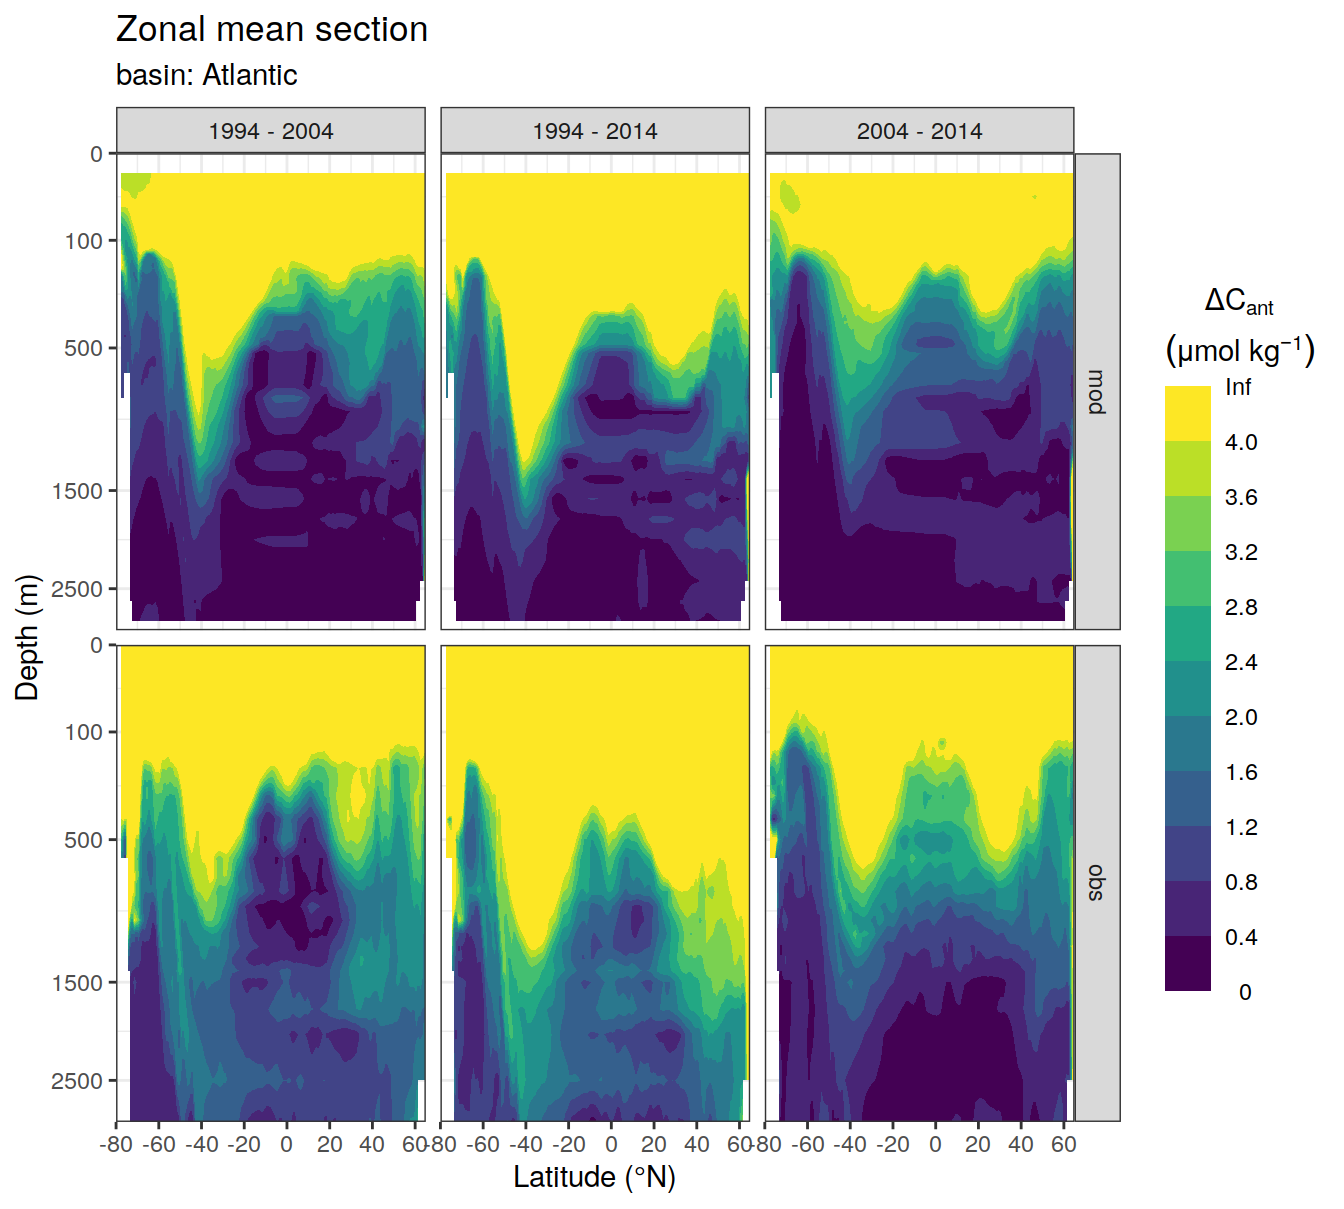 Zonal mean section
basin: Atlantic
1994 - 2004
1994 - 2014
2004 - 2014
0
100
500
1500
2500
mod
0
100
500
1500
2500
obs
Depth (m)
-80 -60 -40 -20 0 20 40 60
-80 -60 -40 -20 0 20 40 60
-80 -60 -40 -20 0 20 40 60
Latitude (°N)
ΔCant
(μmol kg⁻¹)
Inf
4.0
3.6
3.2
2.8
2.4
2.0
1.6
1.2
0.8
0.4
0